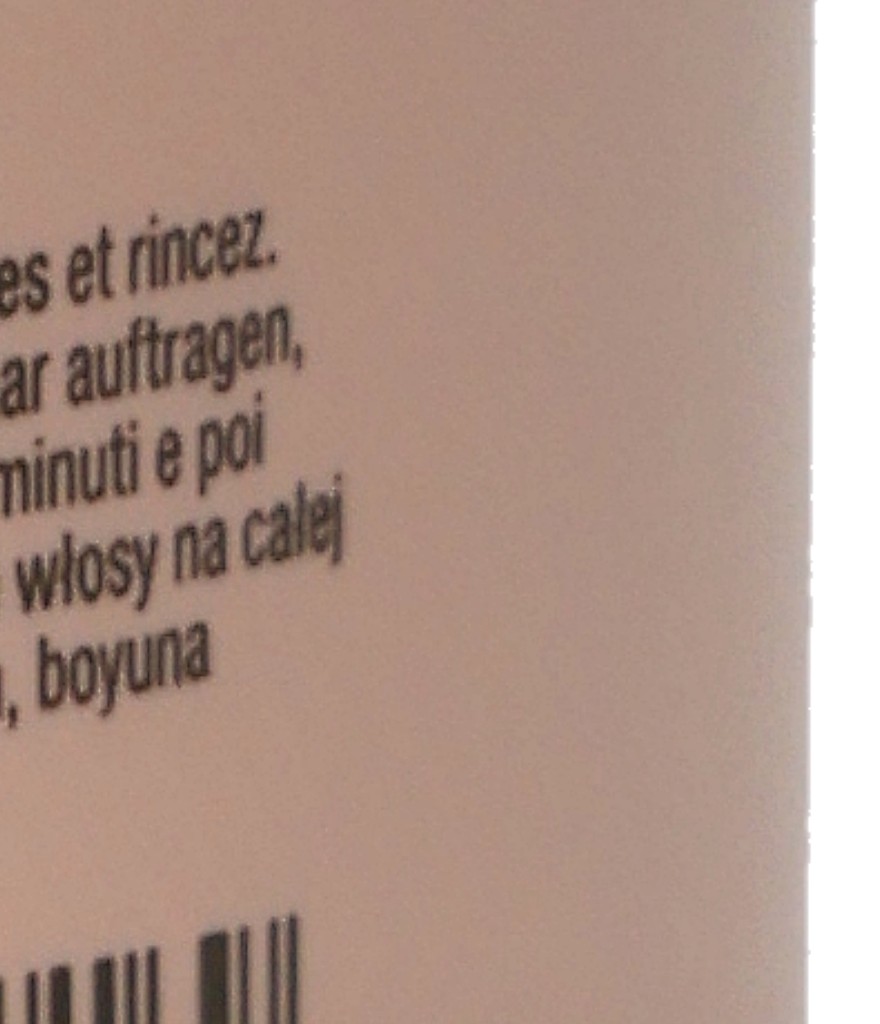 es et rincez.
ar auftragen,
minuti e poi
włosy na całej
, boyuna